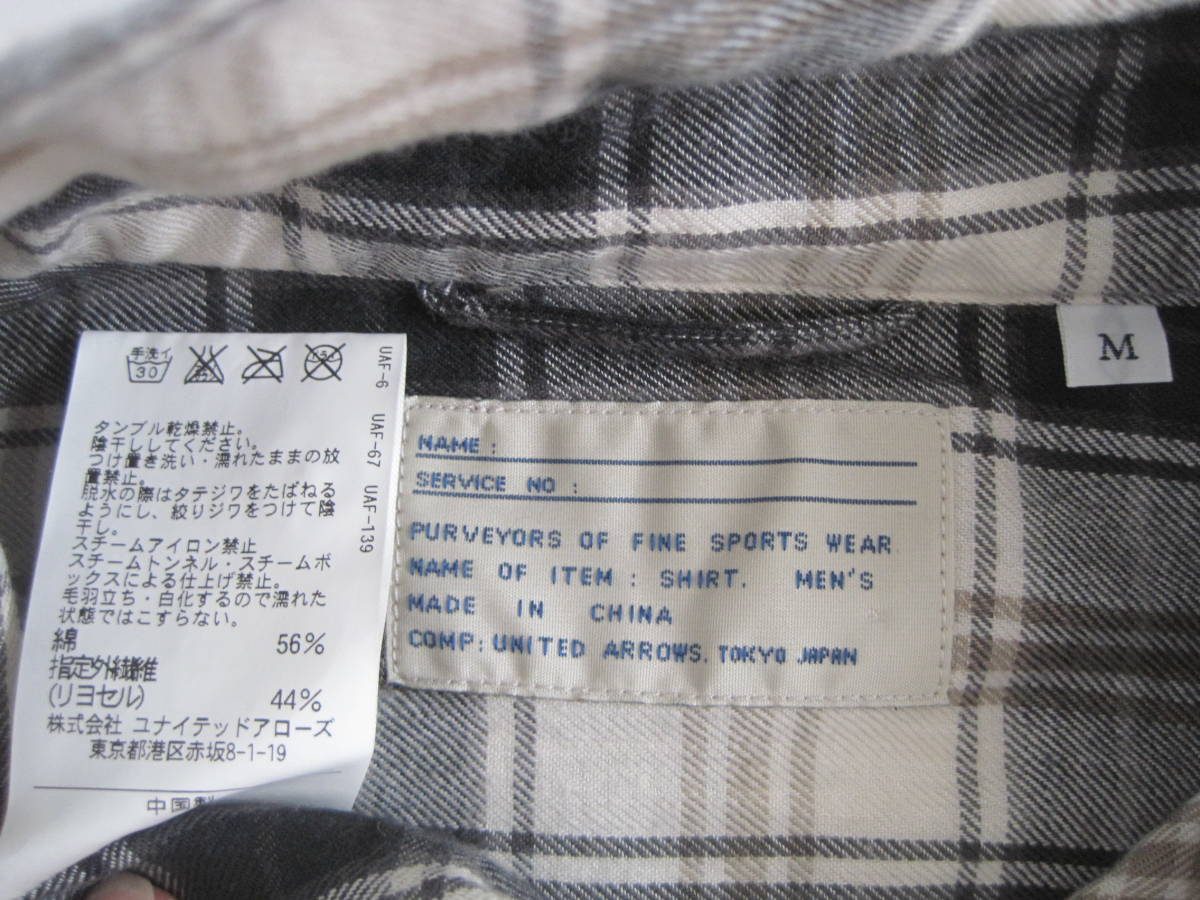 手洗イ
30
UAF-6 UAF-67 UAF-139
タンブル乾燥禁止。
陰干ししてください。
つけ置き洗い・濡れたままの放
置禁止。
脱水の際はタテジワをたばねる
ようにし、絞りジワをつけて陰
干し。
スチームアイロン禁止
スチームトンネル・スチームボ
ックスによる仕上げ禁止。
毛羽立ち・白化するので濡れた
状態ではこすらない。
綿 56%
指定外繊維
(リヨセル) 44%
株式会社 ユナイテッドアローズ
東京都港区赤坂8-1-19
中国製
M
NAME :
SERVICE NO :
PURVEYORS OF FINE SPORTS WEAR
NAME OF ITEM : SHIRT. MEN'S
MADE IN CHINA
COMP: UNITED ARROWS. TOKYO JAPAN